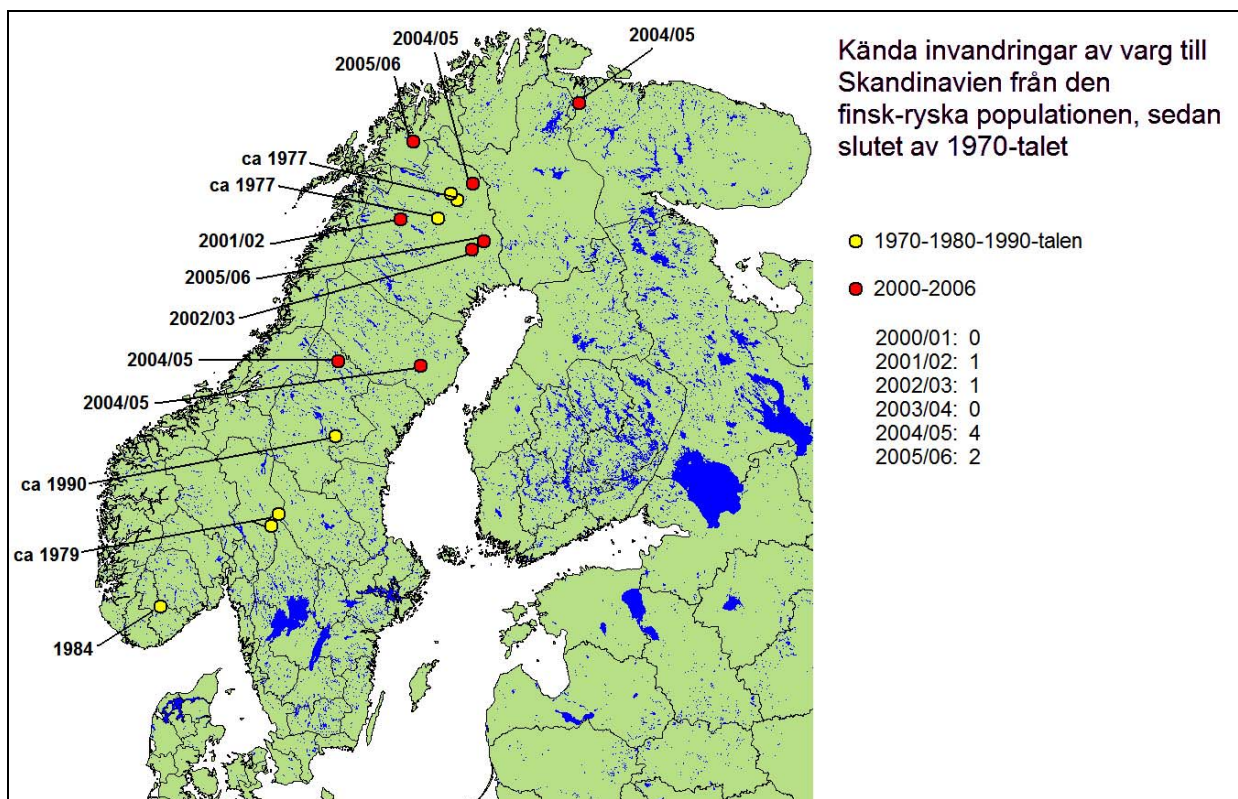 2004/05
2004/05
2005/06
ca 1977
ca 1977
2001/02
2005/06
2002/03
2004/05
2004/05
ca 1990
ca 1979
1984
Kända invandringar av varg till
Skandinavien från den
finsk-ryska populationen, sedan
slutet av 1970-talet
1970-1980-1990-talen
2000-2006
2000/01: 0
2001/02: 1
2002/03: 1
2003/04: 0
2004/05: 4
2005/06: 2